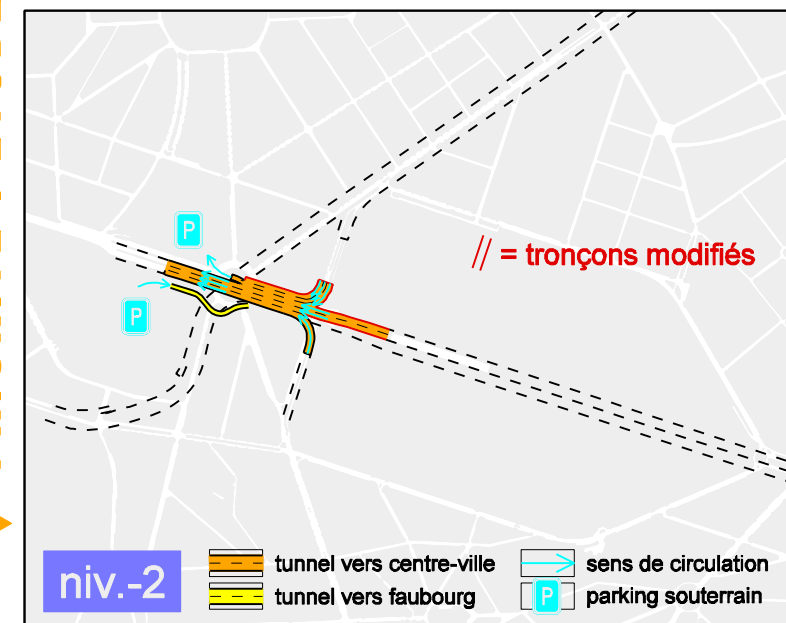 P
// = tronçons modifiés
P
niv.-2
tunnel vers centre-ville
sens de circulation
tunnel vers faubourg
P parking souterrain